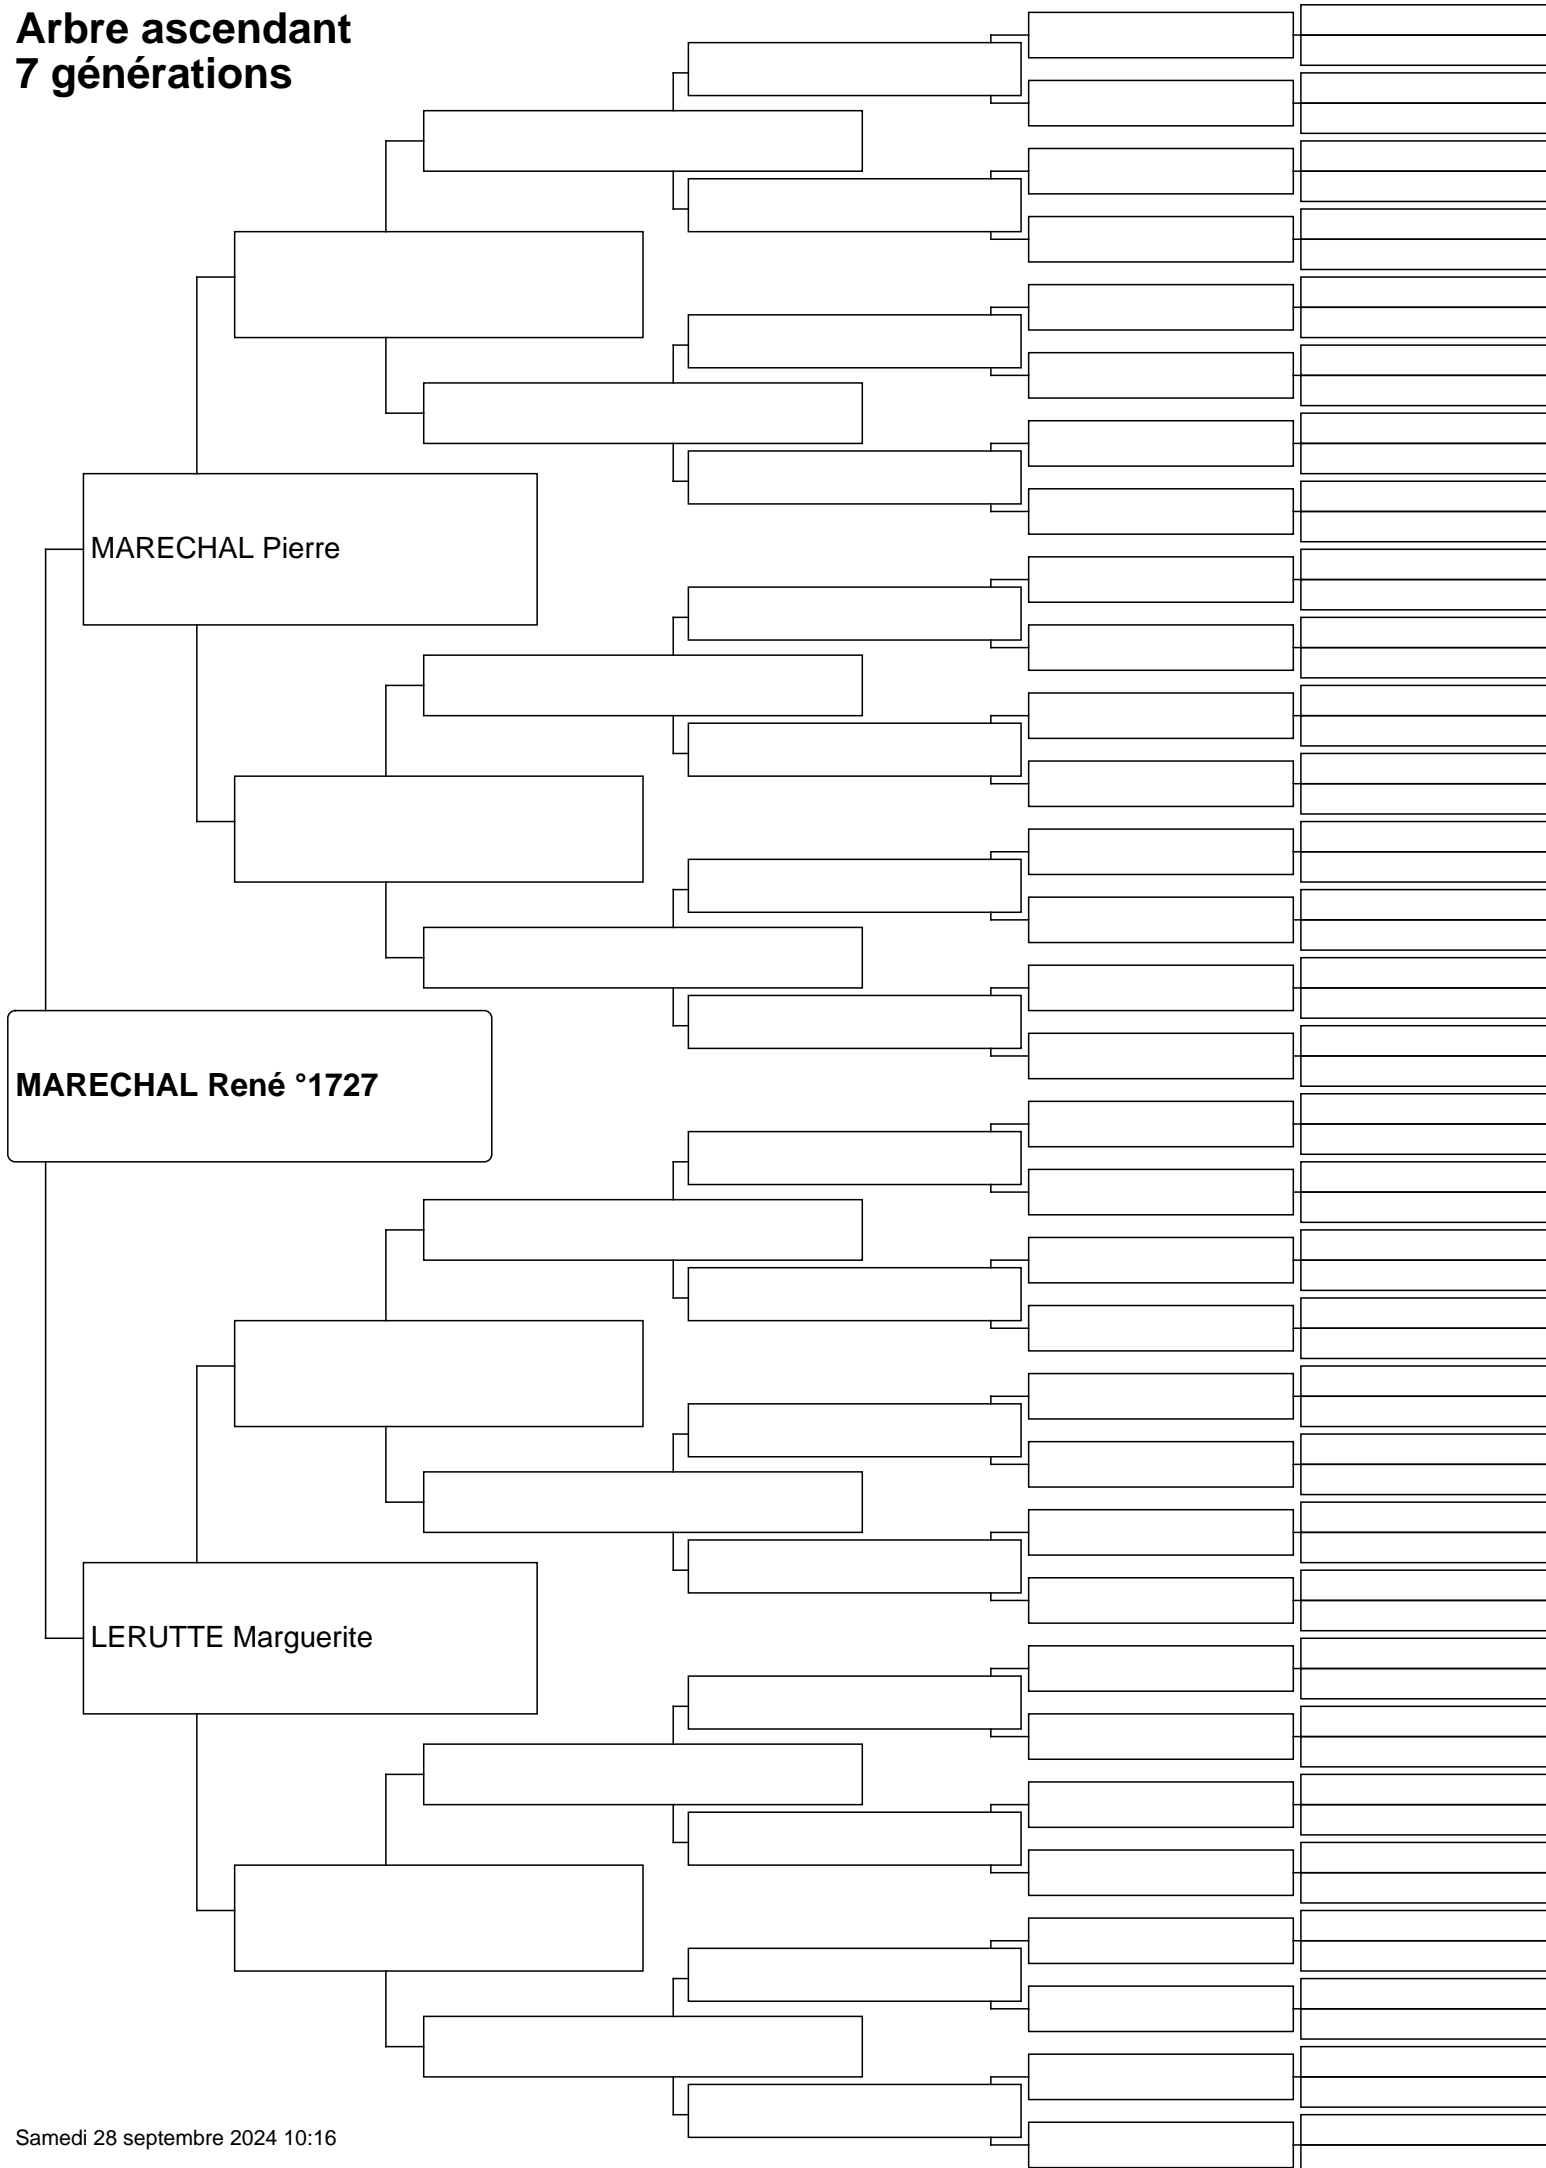 Arbre ascendant
7 générations
MARECHAL Pierre
MARECHAL René °1727
LERUTTE Marguerite
Samedi 28 septembre 2024 10:16